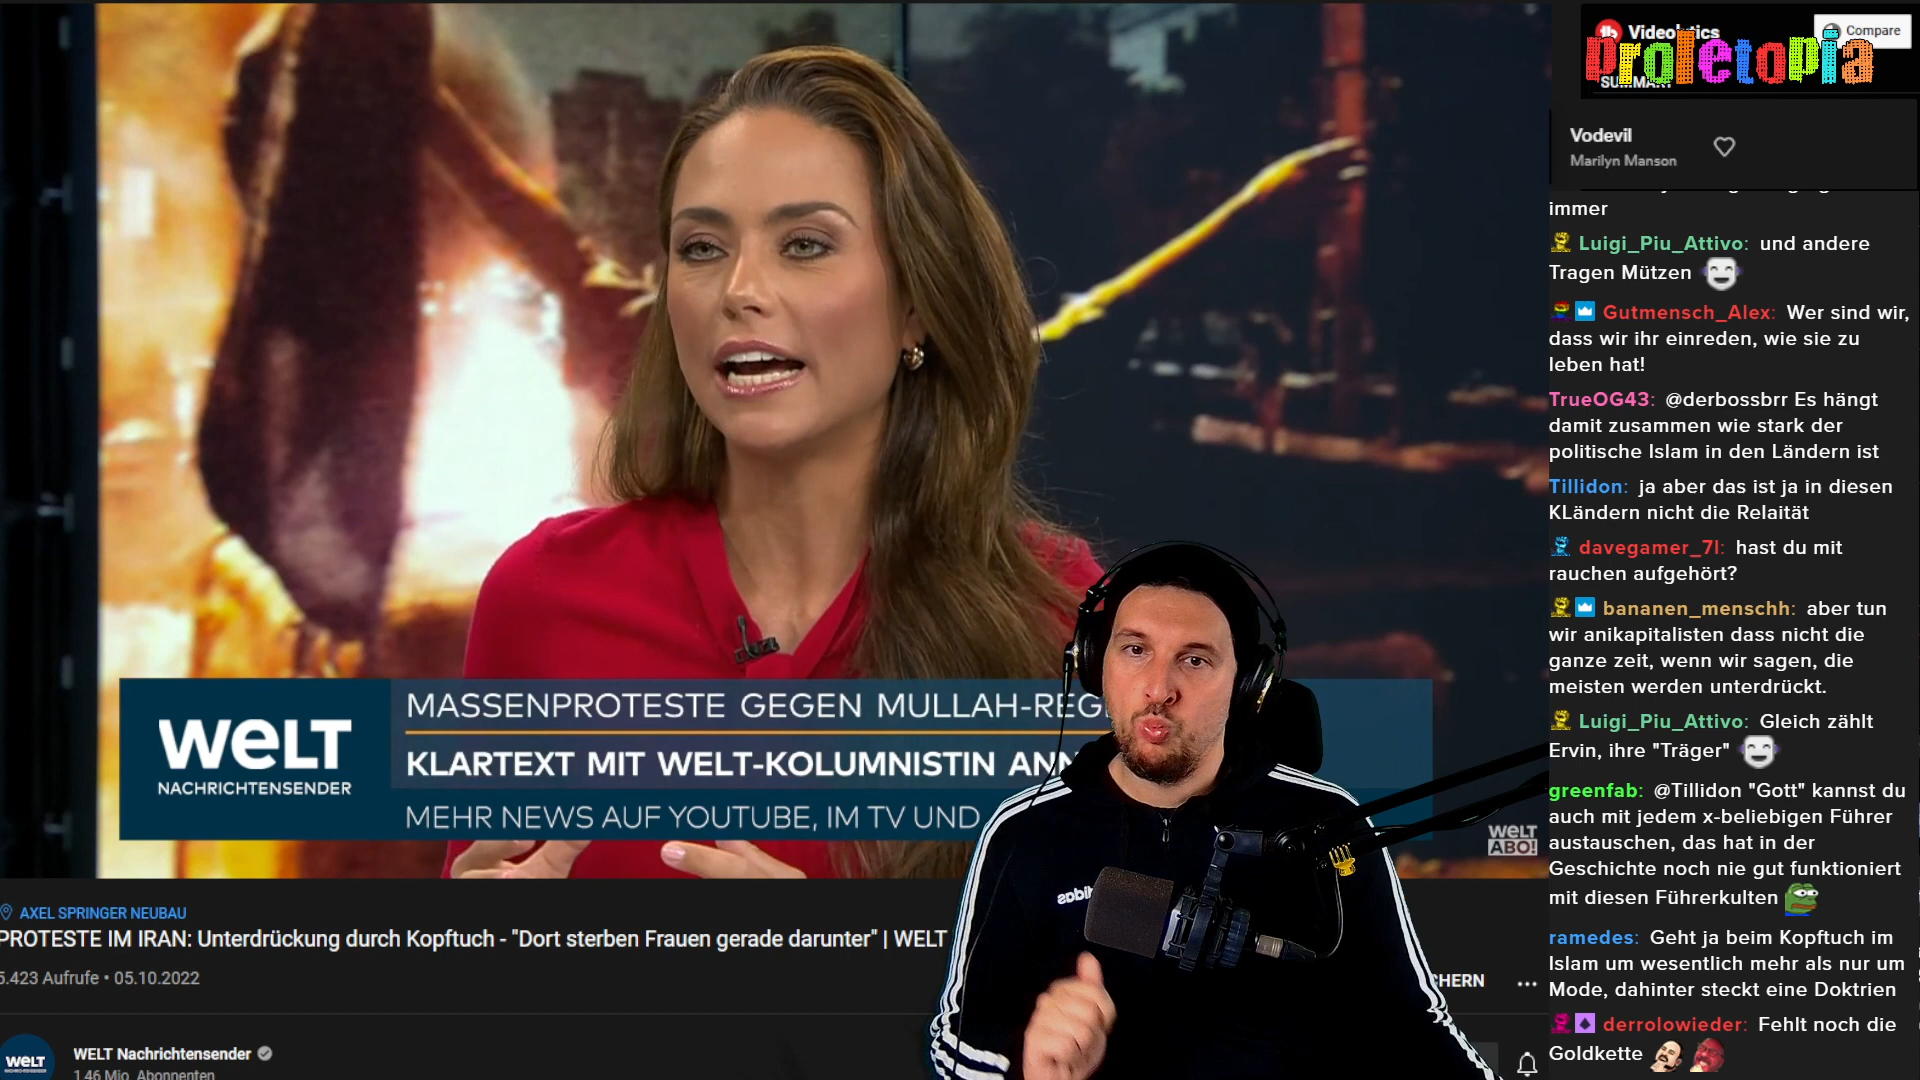 WELT
NACHRICHTENSENDER
MASSENPROTESTE GEGEN MULLAH-REG
KLARTEXT MIT WELT-KOLUMNISTIN ANN
MEHR NEWS AUF YOUTUBE, IM TV UND
WELT
ABO!
adidas
AXEL SPRINGER NEUBAU
PROTESTE IM IRAN: Unterdrückung durch Kopftuch - "Dort sterben Frauen gerade darunter" | WELT
5.423 Aufrufe • 05.10.2022
CHERN
WELT
WELT Nachrichtensender
1,46 Mio. Abonnenten
Compare
Proletopia
SUMMARY
Vodevil
Marilyn Manson
immer
Luigi_Piu_Attivo: und andere
Tragen Mützen
Gutmensch_Alex: Wer sind wir,
dass wir ihr einreden, wie sie zu
leben hat!
TrueOG43: @derbossbrr Es hängt
damit zusammen wie stark der
politische Islam in den Ländern ist
Tillidon: ja aber das ist ja in diesen
KLändern nicht die Relaität
davegamer_7l: hast du mit
rauchen aufgehört?
bananen_menschh: aber tun
wir anikapitalisten dass nicht die
ganze zeit, wenn wir sagen, die
meisten werden unterdrückt.
Luigi_Piu_Attivo: Gleich zählt
Ervin, ihre "Träger"
greenfab: @Tillidon "Gott" kannst du
auch mit jedem x-beliebigen Führer
austauschen, das hat in der
Geschichte noch nie gut funktioniert
mit diesen Führerkulten
ramedes: Geht ja beim Kopftuch im
Islam um wesentlich mehr als nur um
Mode, dahinter steckt eine Doktrien
derrolowieder: Fehlt noch die
Goldkette